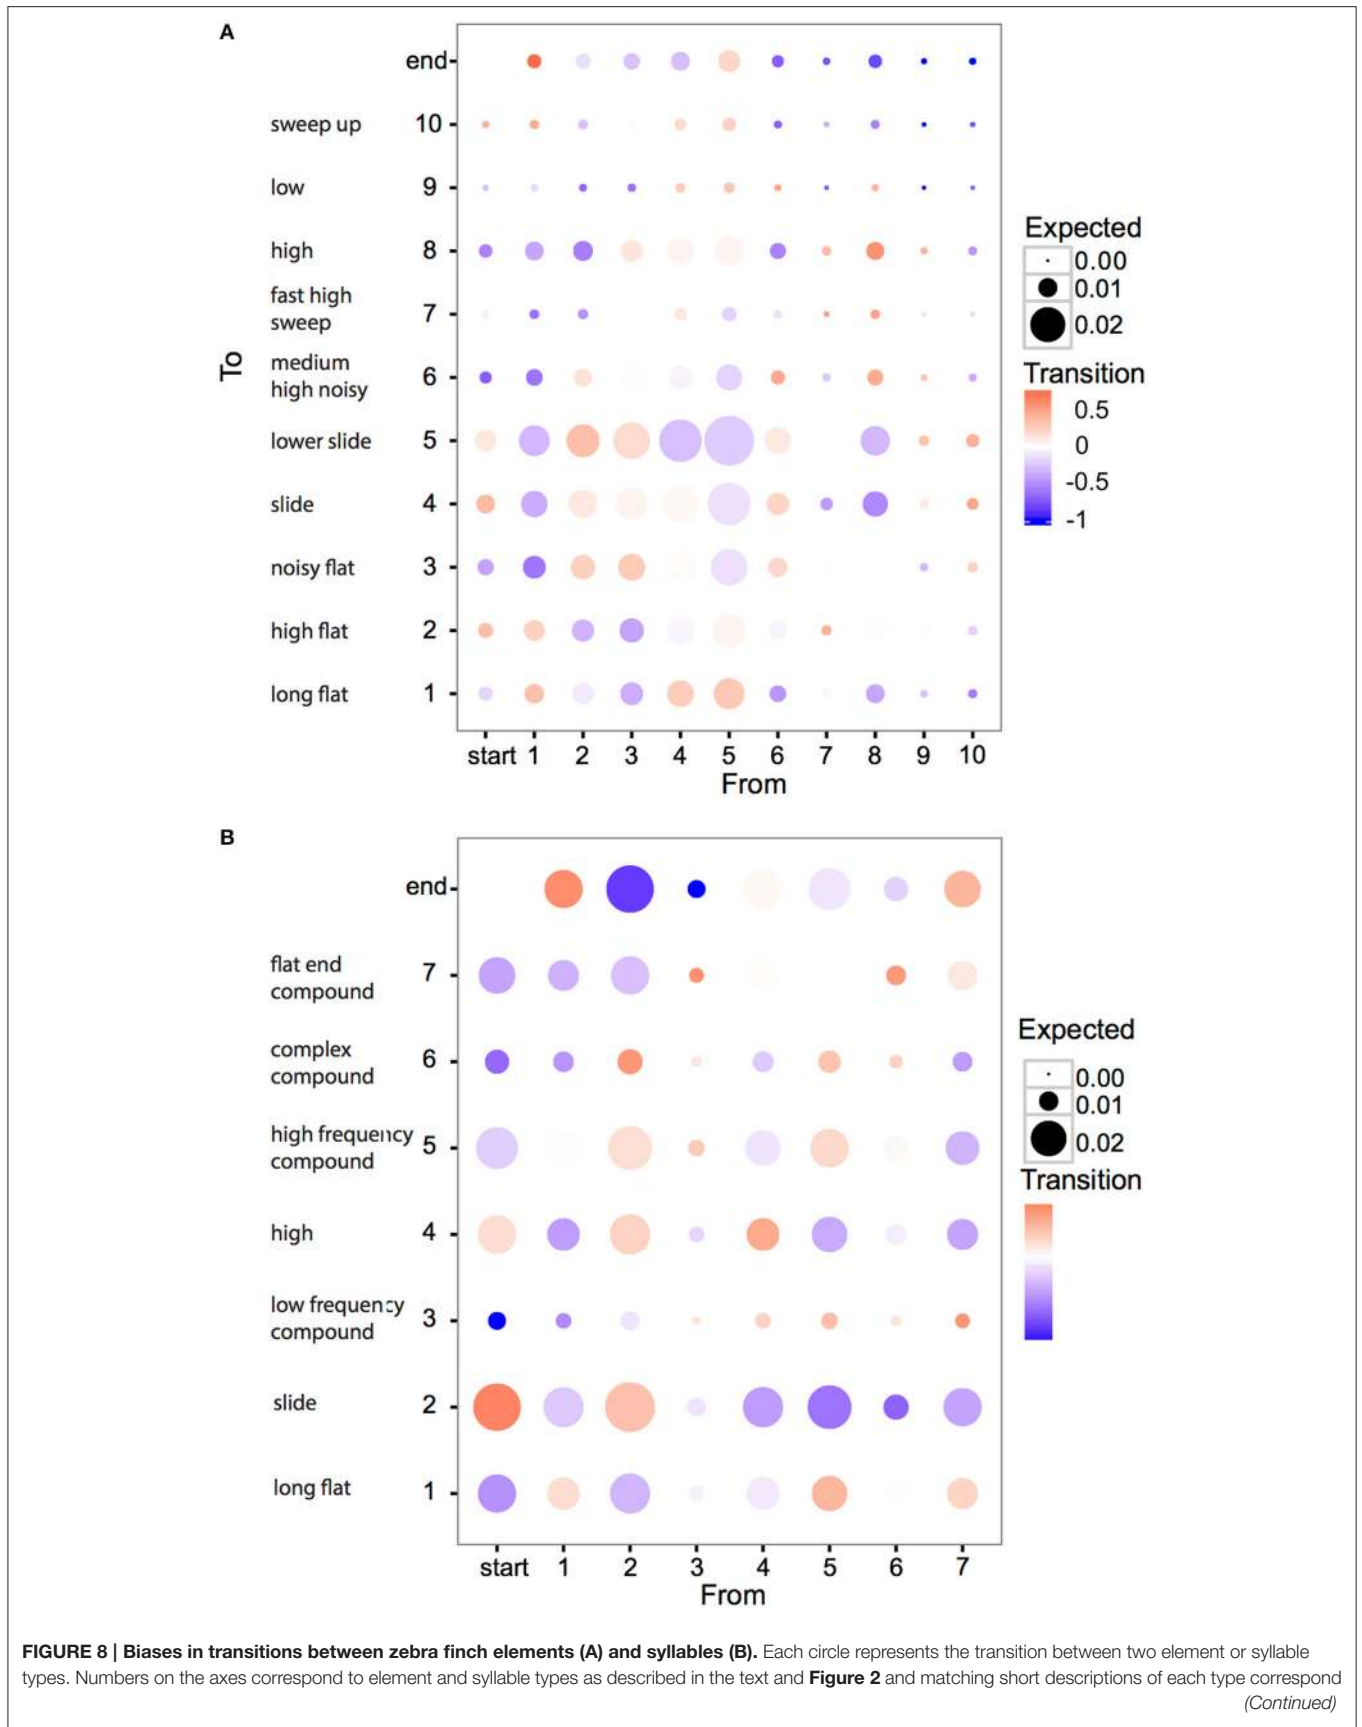 A
end
sweep up 10
low 9
high 8
fast high
sweep 7
To
medium
high noisy 6
lower slide 5
slide 4
noisy flat 3
high flat 2
long flat 1
start 1 2 3 4 5 6 7 8 9 10
From
Expected
0.00
0.01
0.02
Transition
0.5
0
-0.5
-1
B
end
flat end
compound 7
complex
compound 6
high frequency
compound 5
high 4
low frequency
compound 3
slide 2
long flat 1
start 1 2 3 4 5 6 7
From
Expected
0.00
0.01
0.02
Transition
FIGURE 8 | Biases in transitions between zebra finch elements (A) and syllables (B). Each circle represents the transition between two element or syllable
types. Numbers on the axes correspond to element and syllable types as described in the text and Figure 2 and matching short descriptions of each type correspond
(Continued)